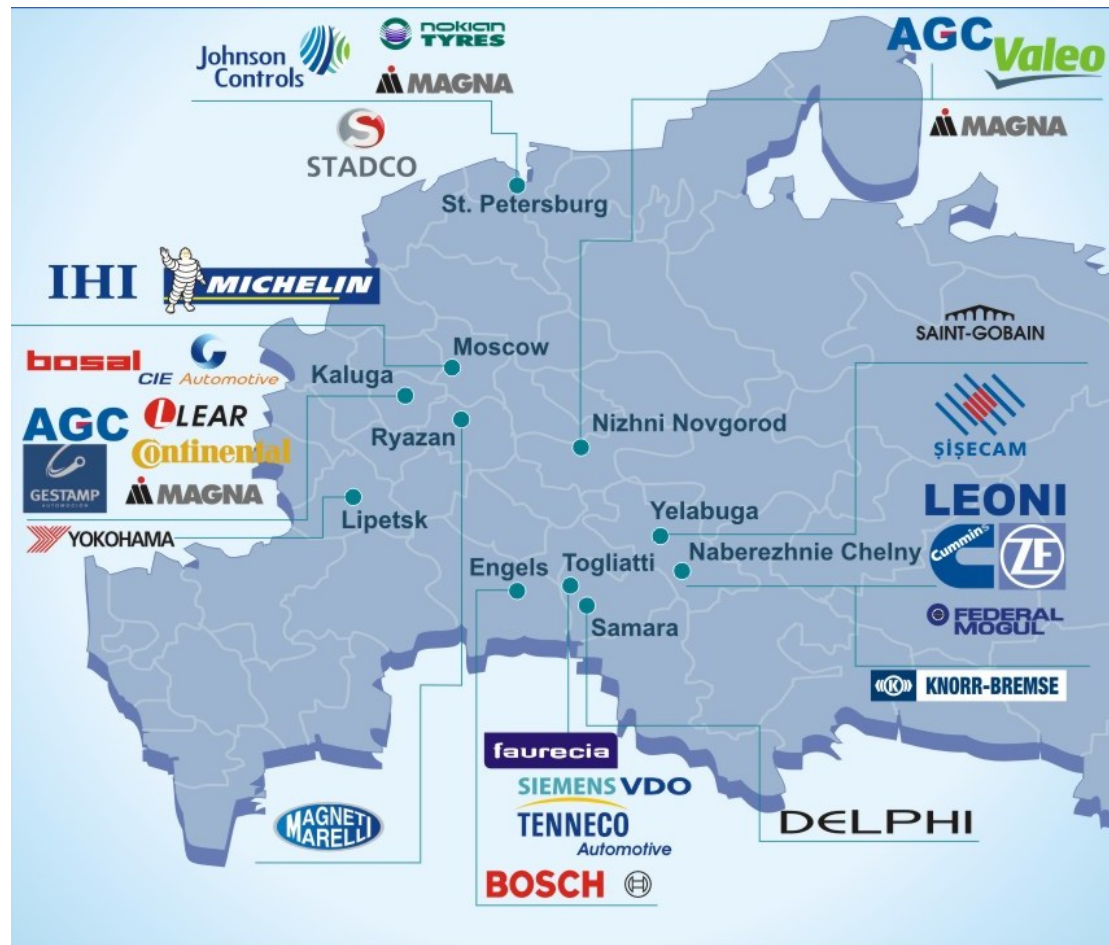 Johnson
Controls
nokian
TYRES
MAGNA
STADCO
AGC
Valeo
MAGNA
St. Petersburg
IHI
MICHELIN
SAINT-GOBAIN
bosal
CIE Automotive
Moscow
Kaluga
AGC
LEAR
Ryazan
Nizhni Novgorod
ŞİŞECAM
Continental
GESTAMP
AUTOMOCIÓN
MAGNA
YOKOHAMA
Lipetsk
LEONI
Yelabuga
Cummins
ZF
Engels
Togliatti
Naberezhnie Chelny
Samara
FEDERAL
MOGUL
K
KNORR-BREMSE
faurecia
SIEMENS VDO
TENNECO
Automotive
MAGNETI
MARELLI
DELPHI
BOSCH